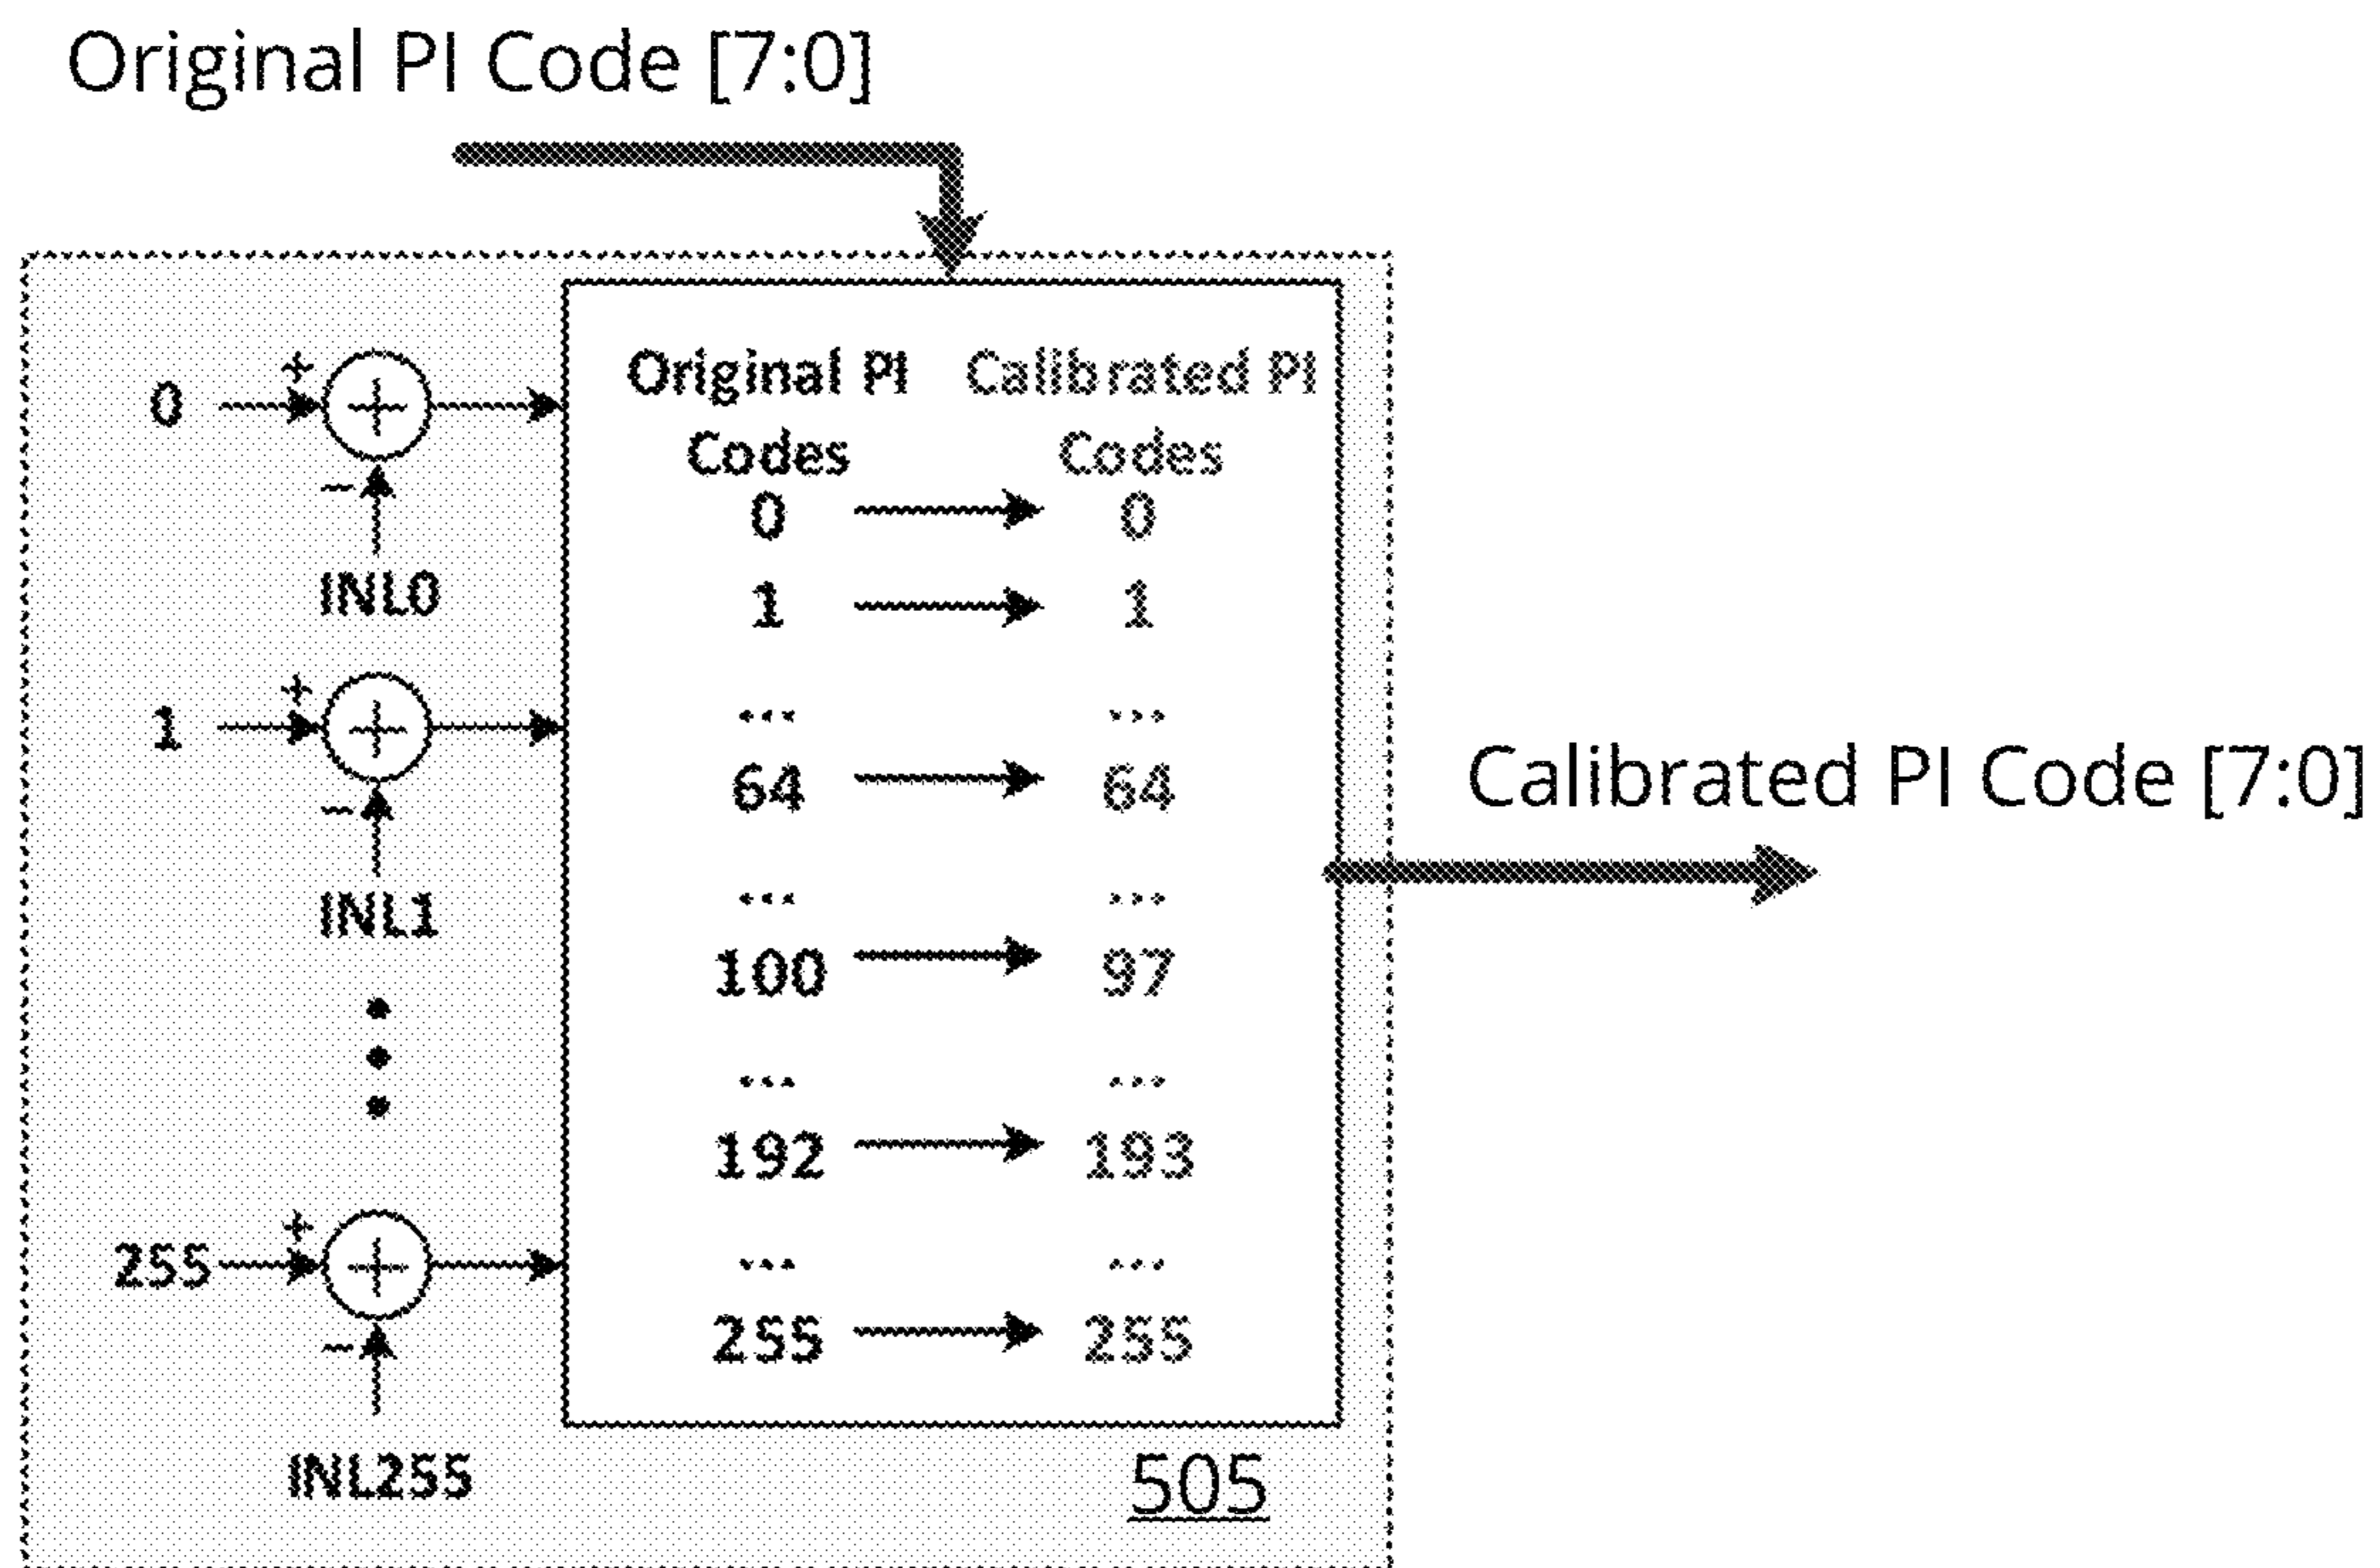 Original PI Code [7:0]
Original PI Calibrated PI
Codes Codes
0 → 0
1 → 1
... ...
64 → 64
... ...
100 → 97
... ...
192 → 193
... ...
255 → 255
0
+
+
−
INL0
1
+
+
−
INL1
255
+
+
−
INL255
505
Calibrated PI Code [7:0]